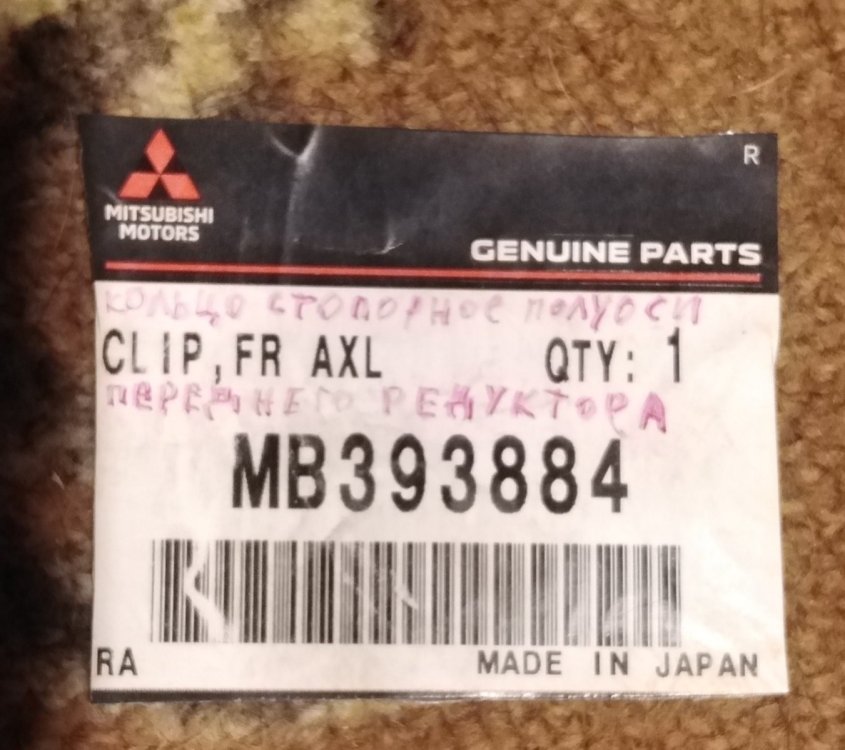 R
MITSUBISHI
MOTORS
GENUINE PARTS
КОЛЬЦО СТОПОРНОЕ ПОЛУОСИ
CLIP,FR AXL QTY: 1
ПЕРЕДНЕГО РЕДУКТОРА
MB393884
RA MADE IN JAPAN